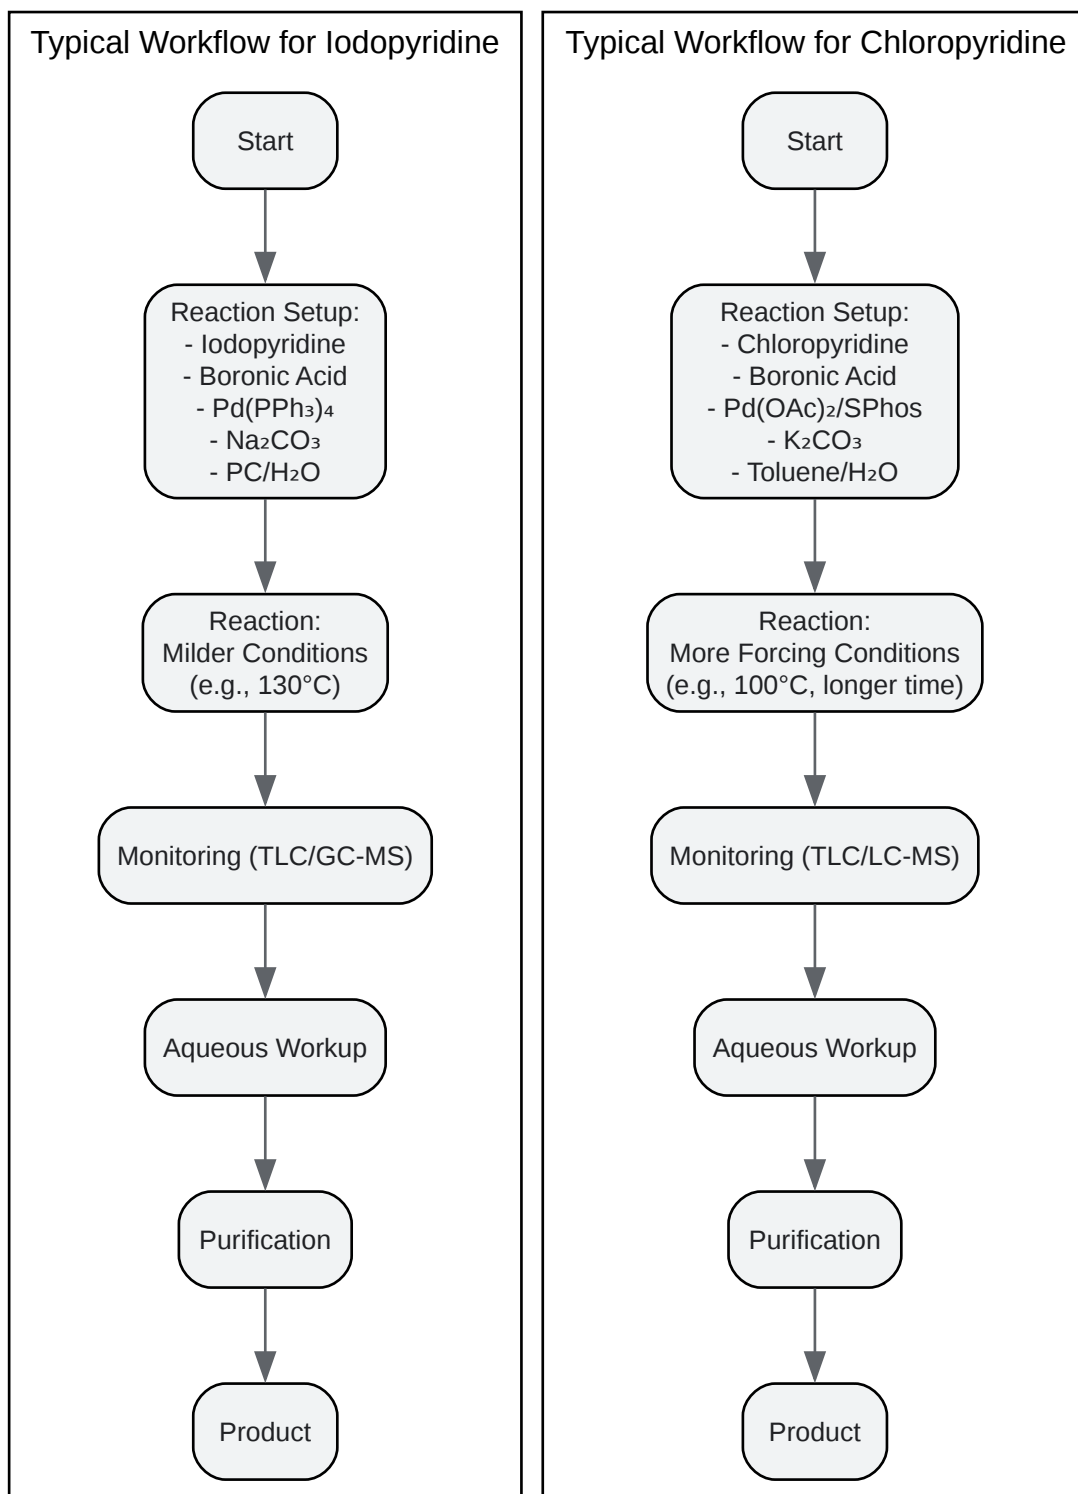 Typical Workflow for Iodopyridine
Start
Reaction Setup:
- Iodopyridine
- Boronic Acid
- Pd(PPh₃)₄
- Na₂CO₃
- PC/H₂O
Reaction:
Milder Conditions
(e.g., 130°C)
Monitoring (TLC/GC-MS)
Aqueous Workup
Purification
Product
Typical Workflow for Chloropyridine
Start
Reaction Setup:
- Chloropyridine
- Boronic Acid
- Pd(OAc)₂/SPhos
- K₂CO₃
- Toluene/H₂O
Reaction:
More Forcing Conditions
(e.g., 100°C, longer time)
Monitoring (TLC/LC-MS)
Aqueous Workup
Purification
Product